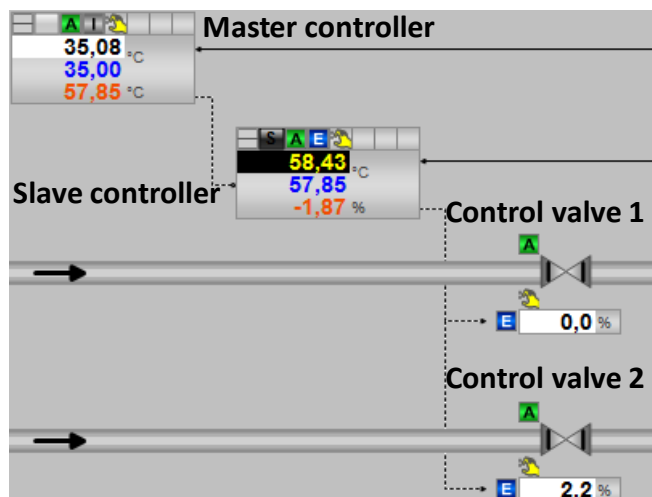 A I Master controller
35,08 °C
35,00
57,85 °C
S A E
58,43 °C
Slave controller 57,85
-1,87 %
Control valve 1
A
E 0,0 %
Control valve 2
A
E 2,2 %